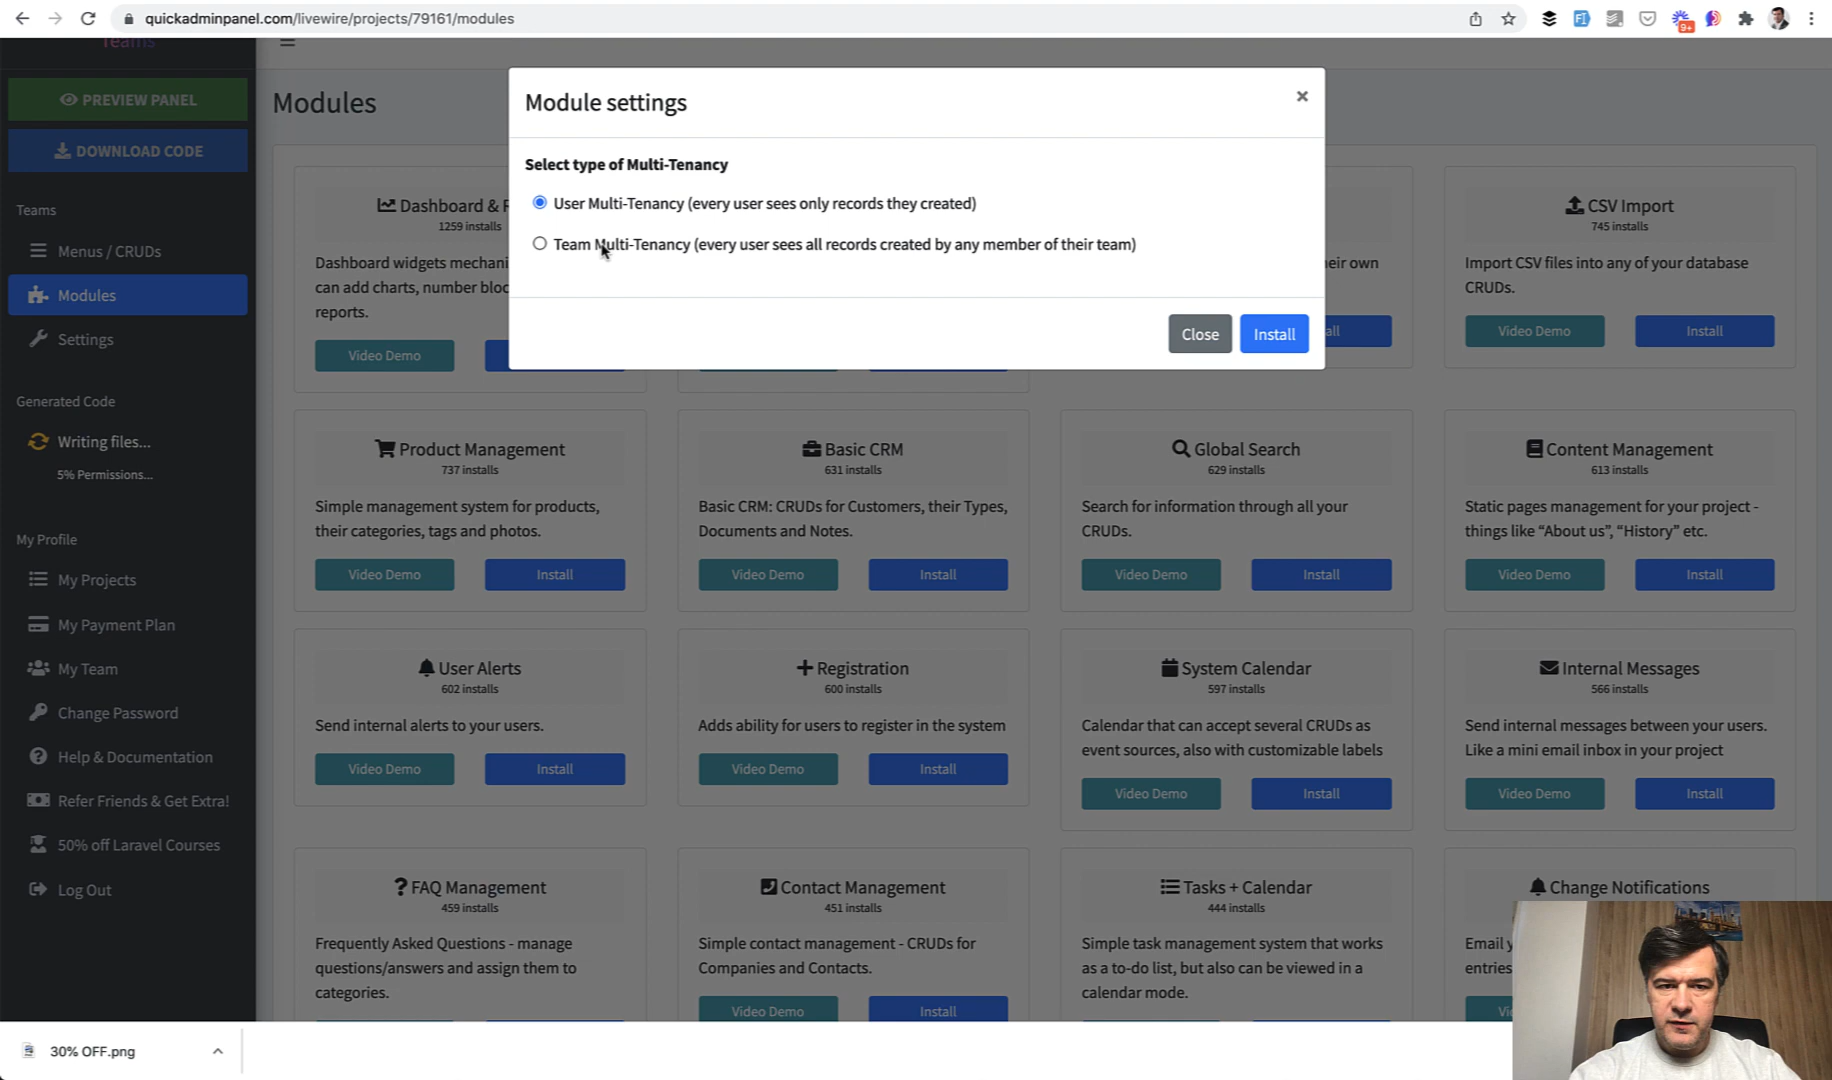 quickadminpanel.com/livewire/projects/79161/modules
9+
Teams
PREVIEW PANEL
DOWNLOAD CODE
Teams
Menus / CRUDs
Modules
Settings
Generated Code
Writing files...
5% Permissions...
My Profile
My Projects
My Payment Plan
My Team
Change Password
Help & Documentation
Refer Friends & Get Extra!
50% off Laravel Courses
Log Out
Modules
Module settings
×
Select type of Multi-Tenancy
User Multi-Tenancy (every user sees only records they created)
Team Multi-Tenancy (every user sees all records created by any member of their team)
Close
Install
Dashboard & R
1259 installs
Dashboard widgets mechani
can add charts, number bloc
reports.
Video Demo
eir own
all
CSV Import
745 installs
Import CSV files into any of your database
CRUDs.
Video Demo
Install
Product Management
737 installs
Simple management system for products,
their categories, tags and photos.
Video Demo
Install
Basic CRM
631 installs
Basic CRM: CRUDs for Customers, their Types,
Documents and Notes.
Video Demo
Install
Global Search
629 installs
Search for information through all your
CRUDs.
Video Demo
Install
Content Management
613 installs
Static pages management for your project -
things like “About us”, “History” etc.
Video Demo
Install
User Alerts
602 installs
Send internal alerts to your users.
Video Demo
Install
Registration
600 installs
Adds ability for users to register in the system
Video Demo
Install
System Calendar
597 installs
Calendar that can accept several CRUDs as
event sources, also with customizable labels
Video Demo
Install
Internal Messages
566 installs
Send internal messages between your users.
Like a mini email inbox in your project
Video Demo
Install
FAQ Management
459 installs
Frequently Asked Questions - manage
questions/answers and assign them to
categories.
Contact Management
451 installs
Simple contact management - CRUDs for
Companies and Contacts.
Video Demo
Install
Tasks + Calendar
444 installs
Simple task management system that works
as a to-do list, but also can be viewed in a
calendar mode.
Change Notifications
Email y
entries
Vi
30% OFF.png